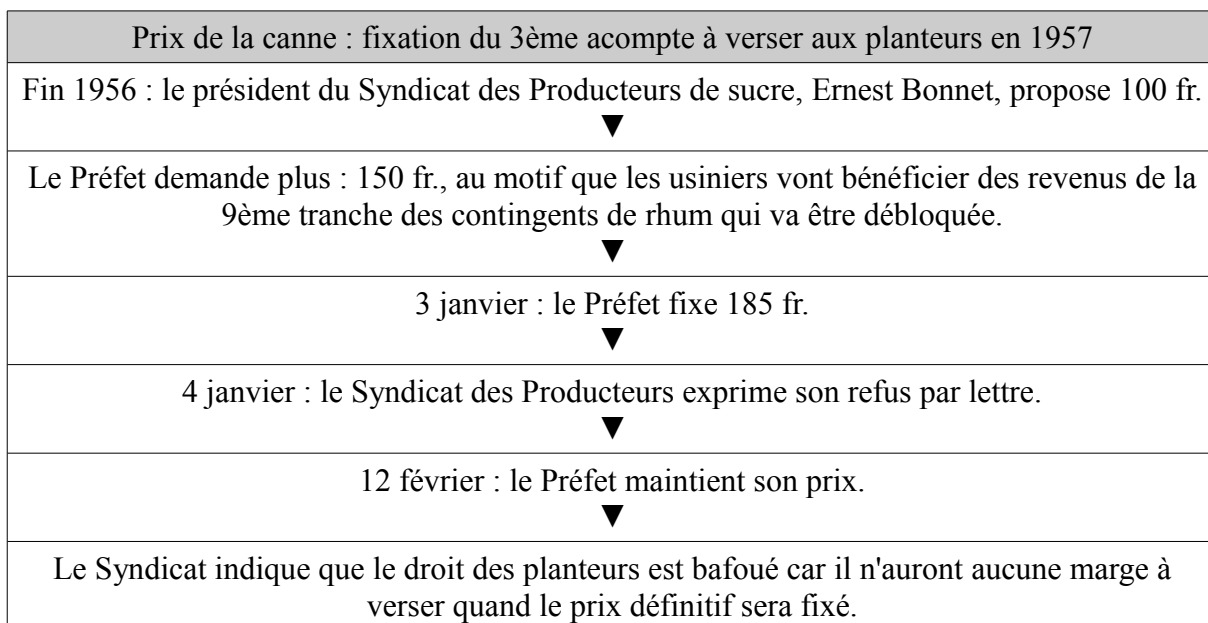 Prix de la canne : fixation du 3ème acompte à verser aux planteurs en 1957
Fin 1956 : le président du Syndicat des Producteurs de sucre, Ernest Bonnet, propose 100 fr.
▼
Le Préfet demande plus : 150 fr., au motif que les usiniers vont bénéficier des revenus de la
9ème tranche des contingents de rhum qui va être débloquée.
▼
3 janvier : le Préfet fixe 185 fr.
▼
4 janvier : le Syndicat des Producteurs exprime son refus par lettre.
▼
12 février : le Préfet maintient son prix.
▼
Le Syndicat indique que le droit des planteurs est bafoué car il n'auront aucune marge à
verser quand le prix définitif sera fixé.